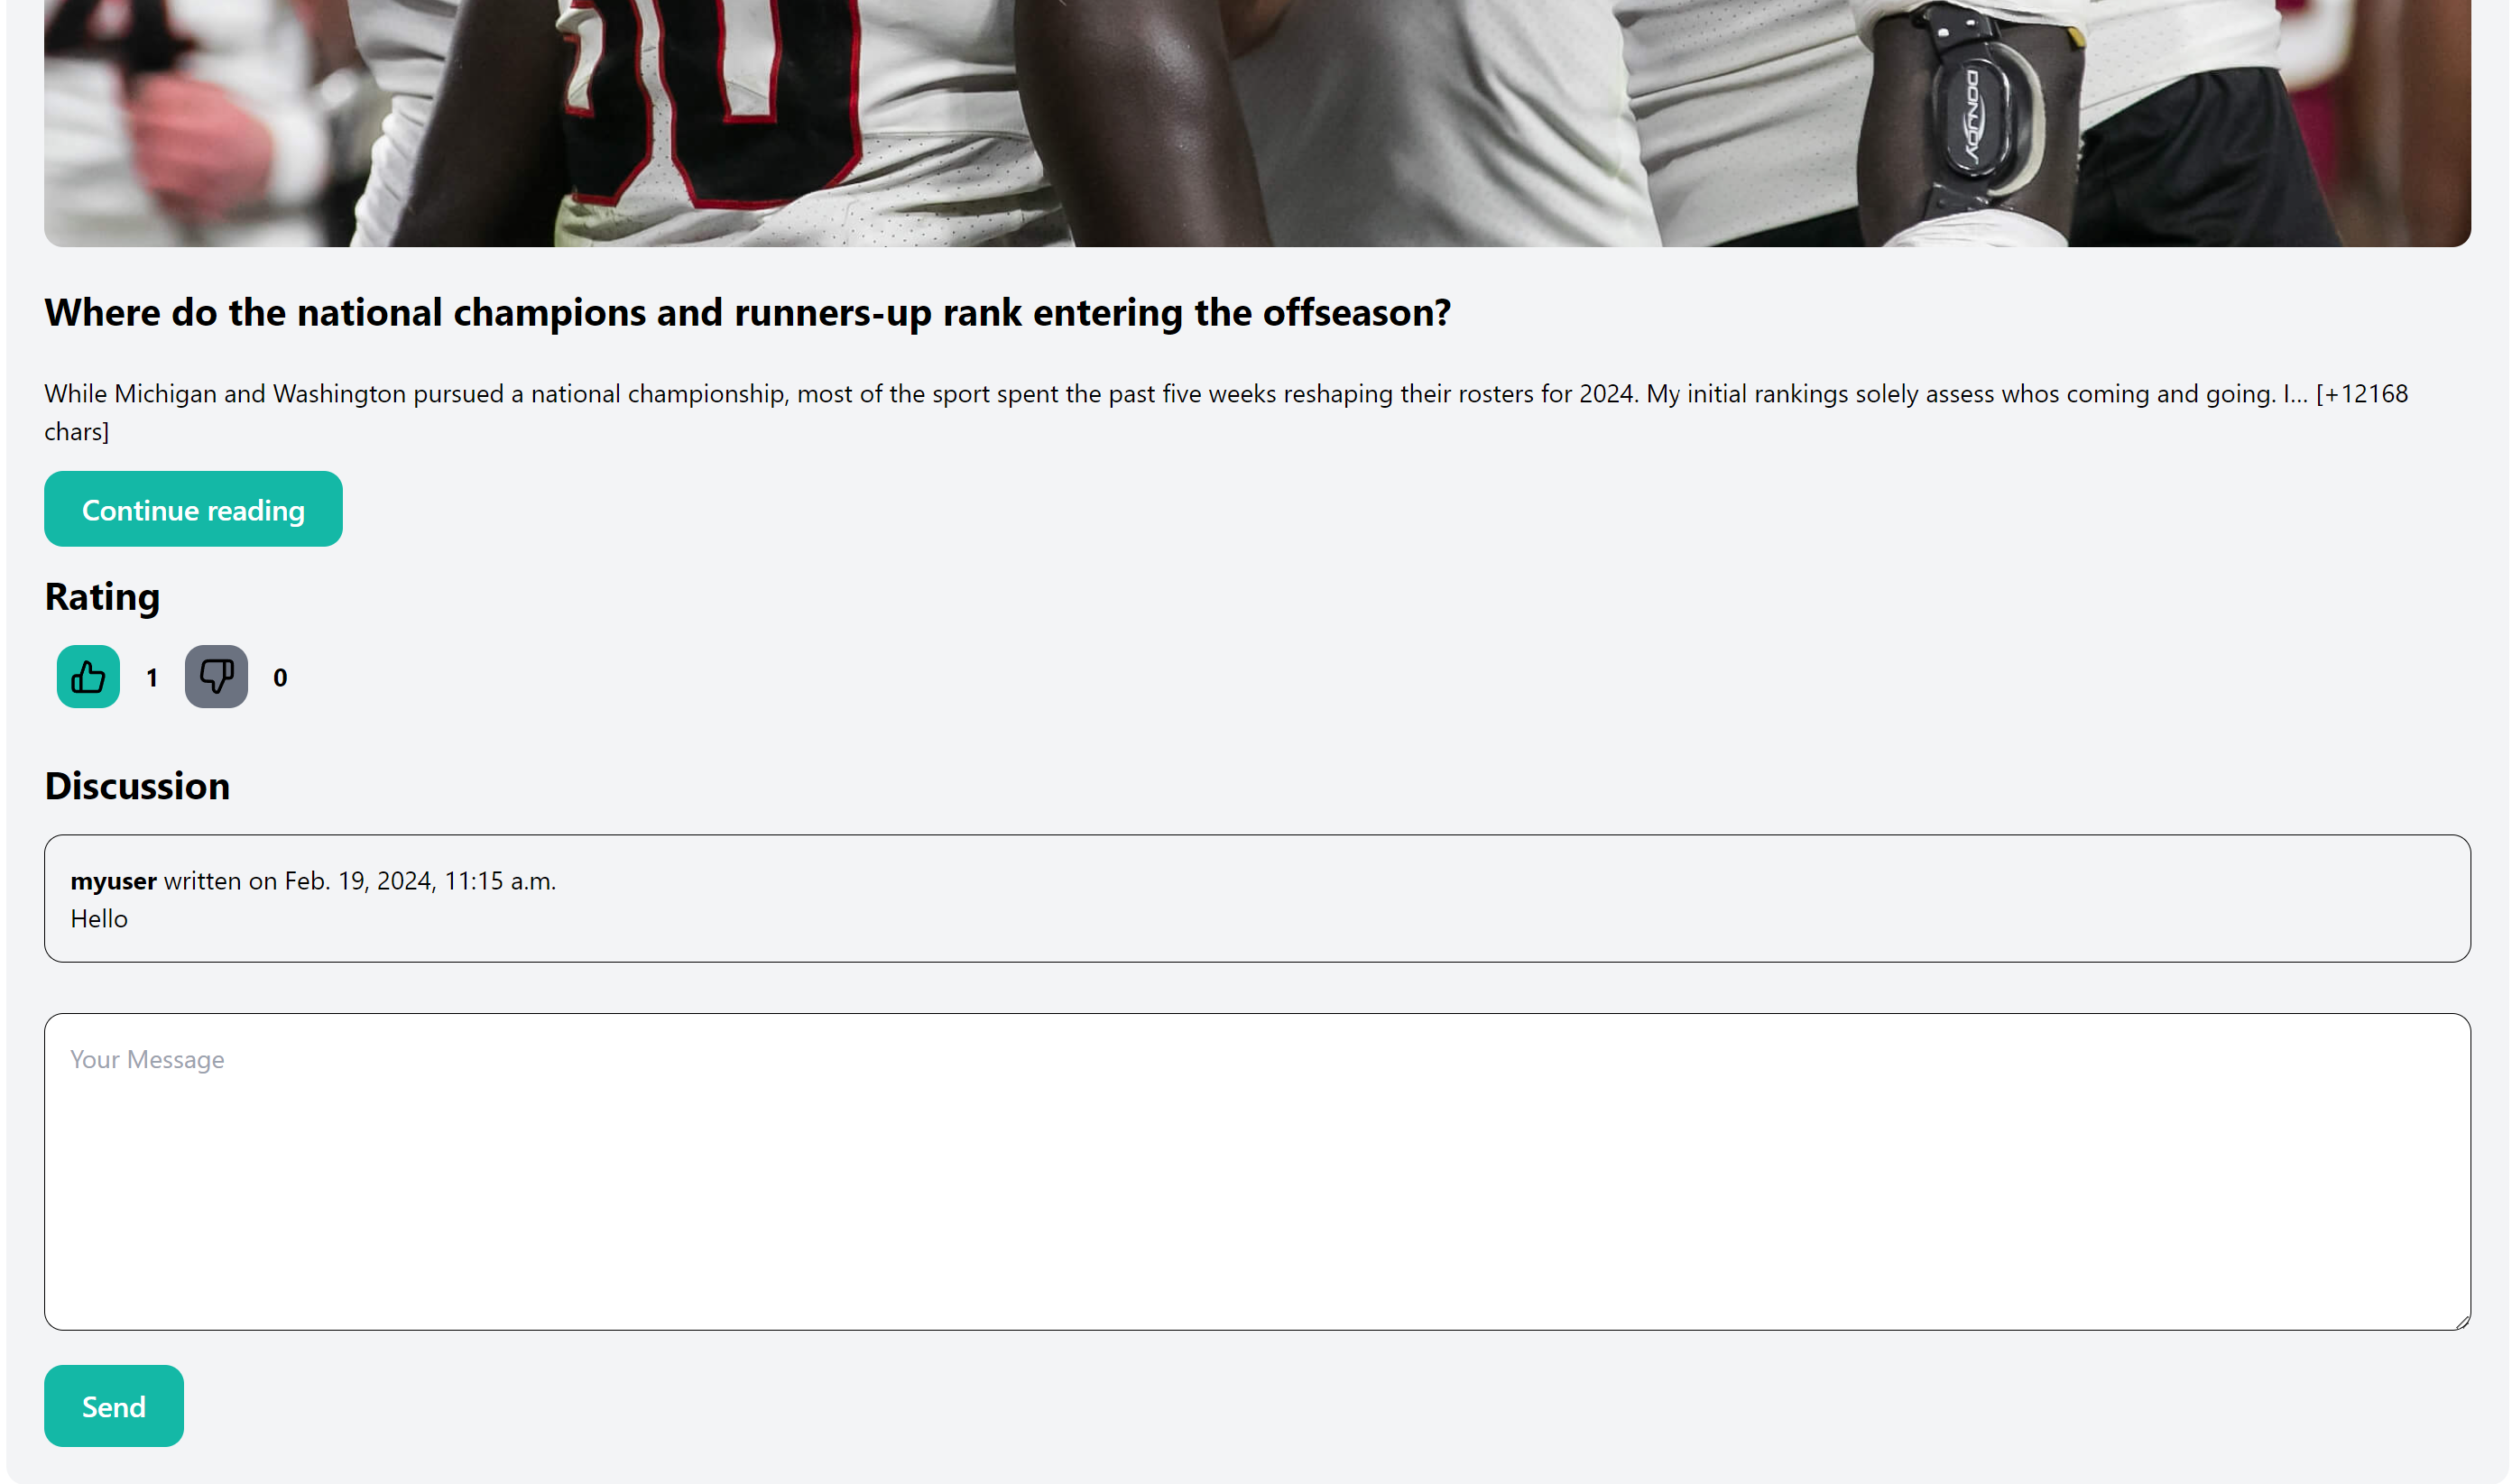 DONJOY
Where do the national champions and runners-up rank entering the offseason?
While Michigan and Washington pursued a national championship, most of the sport spent the past five weeks reshaping their rosters for 2024. My initial rankings solely assess whos coming and going. I… [+12168
chars]
Continue reading
Rating
1 0
Discussion
myuser written on Feb. 19, 2024, 11:15 a.m.
Hello
Your Message
Send